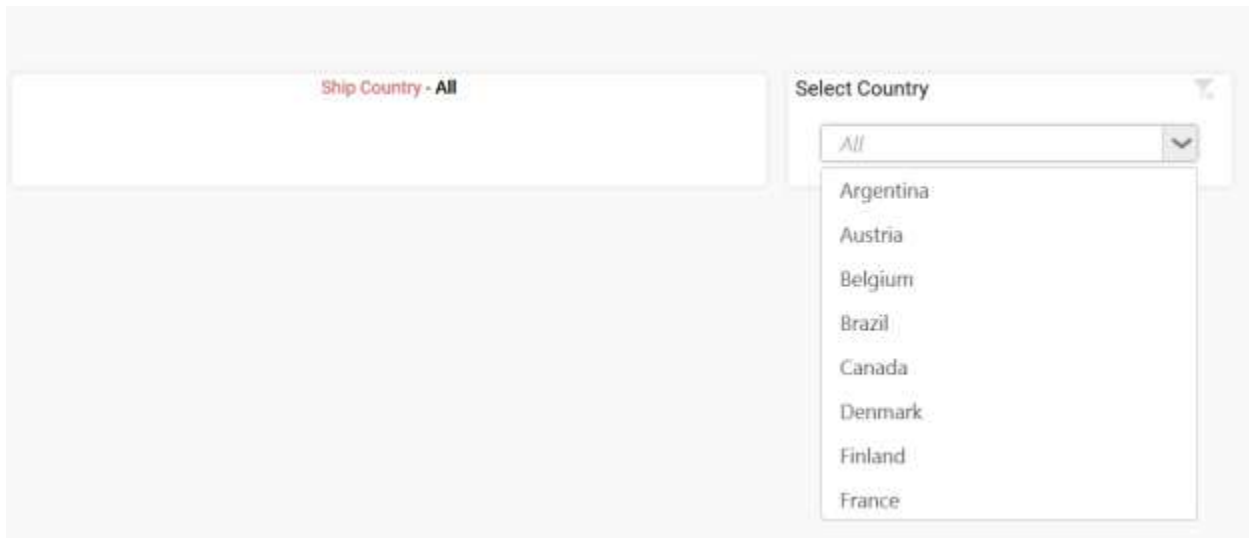 Ship Country - All
Select Country
All
Argentina
Austria
Belgium
Brazil
Canada
Denmark
Finland
France